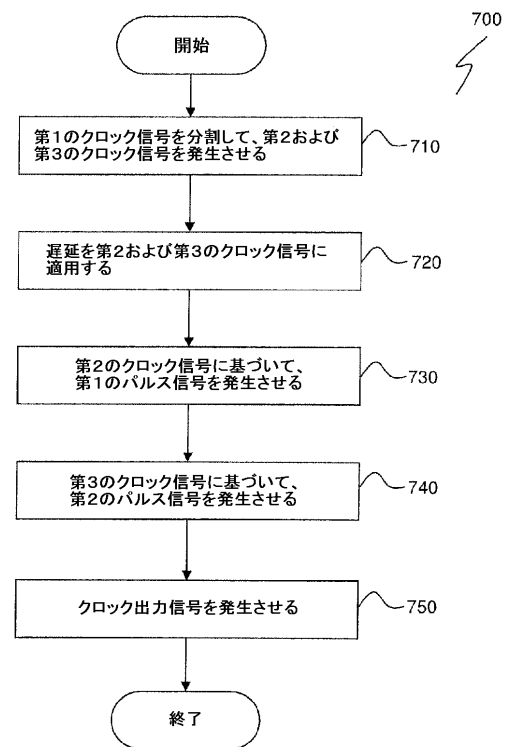 700
開始
第1のクロック信号を分割して、第2および
第3のクロック信号を発生させる
710
遅延を第2および第3のクロック信号に
適用する
720
第2のクロック信号に基づいて、
第1のパルス信号を発生させる
730
第3のクロック信号に基づいて、
第2のパルス信号を発生させる
740
クロック出力信号を発生させる
750
終了